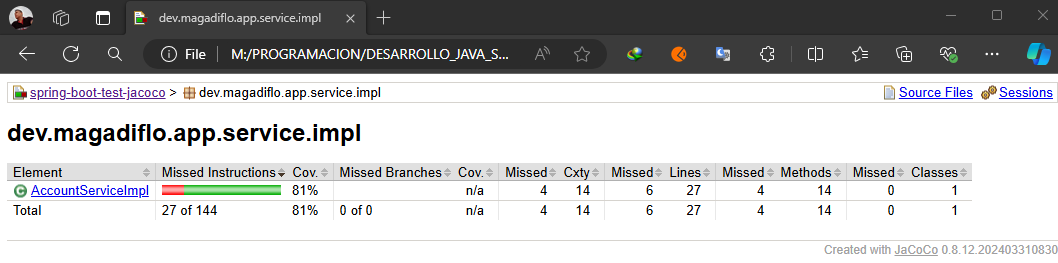 dev.magadiflo.app.service.impl
File M:/PROGRAMACION/DESARROLLO_JAVA_S...
spring-boot-test-jacoco > dev.magadiflo.app.service.impl Source Files Sessions
dev.magadiflo.app.service.impl
Element Missed Instructions Cov. Missed Branches Cov. Missed Cxty Missed Lines Missed Methods Missed Classes
AccountServiceImpl 81% n/a 4 14 6 27 4 14 0 1
Total 27 of 144 81% 0 of 0 n/a 4 14 6 27 4 14 0 1
Created with JaCoCo 0.8.12.202403310830